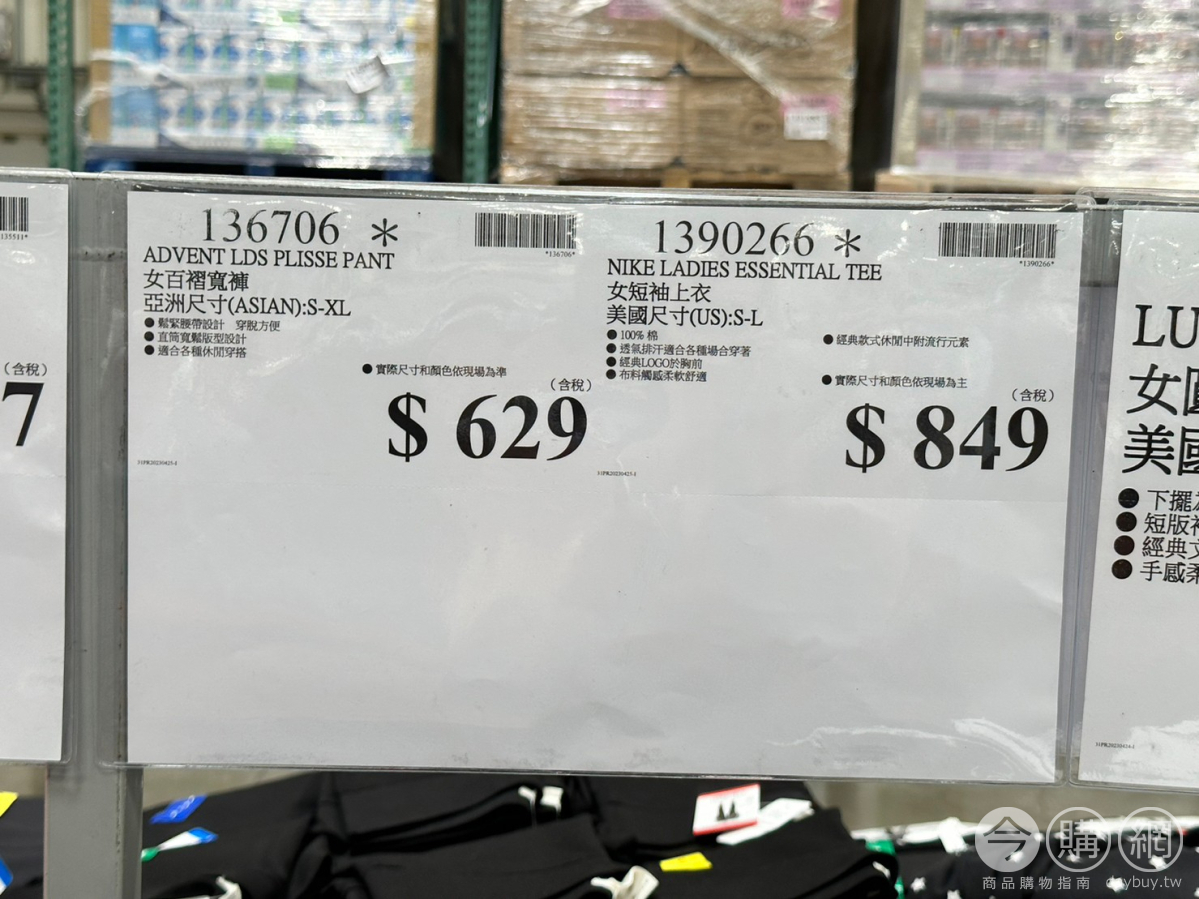 135511*
(含稅)
7
136706 *
*136706*
ADVENT LDS PLISSE PANT
女百褶寬褲
亞洲尺寸(ASIAN):S-XL
● 鬆緊腰帶設計 穿脫方便
● 直筒寬鬆版型設計
● 適合各種休閒穿搭
● 實際尺寸和顏色依現場為準
(含稅)
$ 629
1390266 *
*1390266*
NIKE LADIES ESSENTIAL TEE
女短袖上衣
美國尺寸(US):S-L
● 100% 棉
● 透氣排汗適合各種場合穿著
● 經典LOGO於胸前
● 布料觸感柔軟舒適
● 經典款式休閒中附流行元素
● 實際尺寸和顏色依現場為主
(含稅)
$ 849
LU
女
美國
● 下擺
● 短版
● 經典文
● 手感柔
今購網
商品購物指南